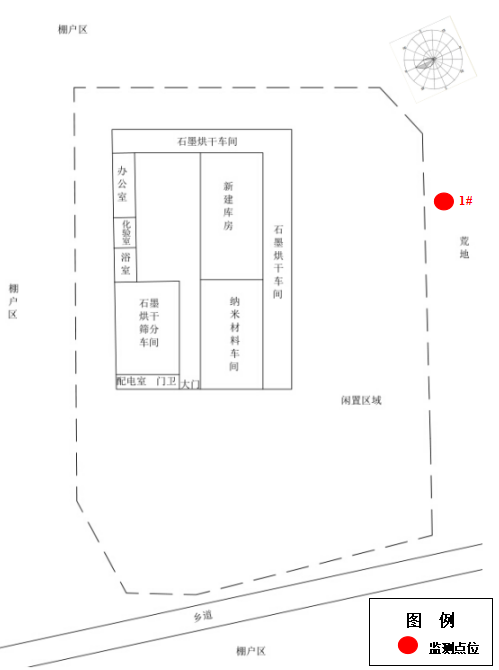 棚户区
石墨烘干车间
办公室
新建库房
1#
化验室
石墨烘干车间
荒地
浴室
棚户区
石墨
烘干
筛分
车间
纳米材料车间
配电室 门卫
大门
闲置区域
乡道
棚户区
图 例
监测点位